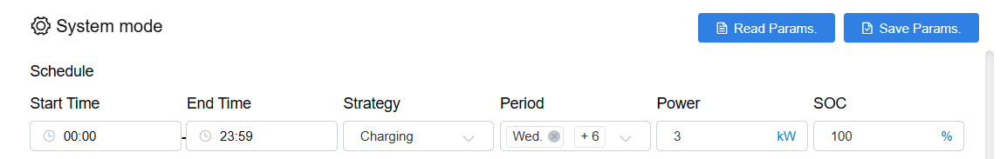 System mode
Read Params.
Save Params.
Schedule
Start Time End Time Strategy Period Power SOC
00:00 - 23:59 Charging Wed. + 6 3 kW 100 %